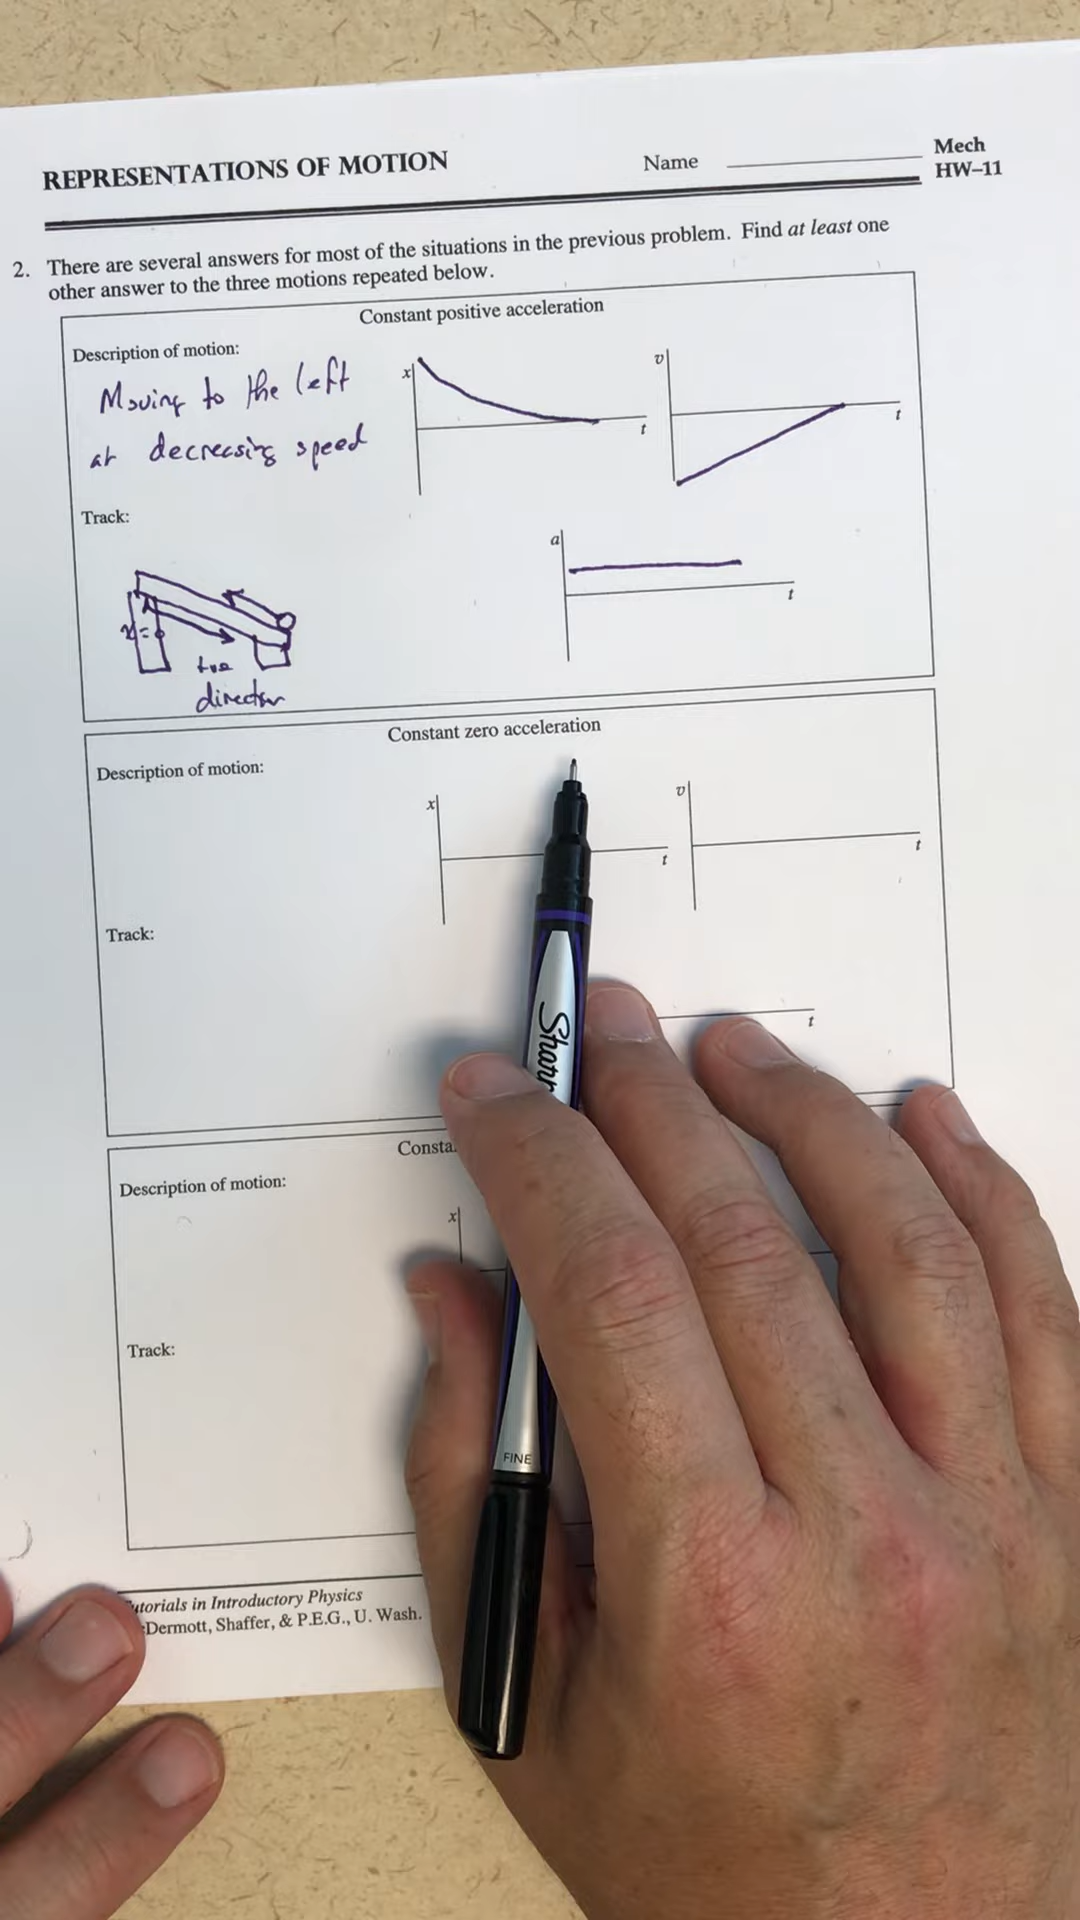 REPRESENTATIONS OF MOTION
Name
Mech
HW–11
2. There are several answers for most of the situations in the previous problem. Find at least one
other answer to the three motions repeated below.
Constant positive acceleration
Description of motion:
Moving to the left
at decreasing speed
x
t
v
t
Track:
a
t
x=0
+ve
direction
Constant zero acceleration
Description of motion:
x
t
v
t
Track:
t
Consta
Description of motion:
x
Track:
utorials in Introductory Physics
Dermott, Shaffer, & P.E.G., U. Wash.
Sharp
FINE